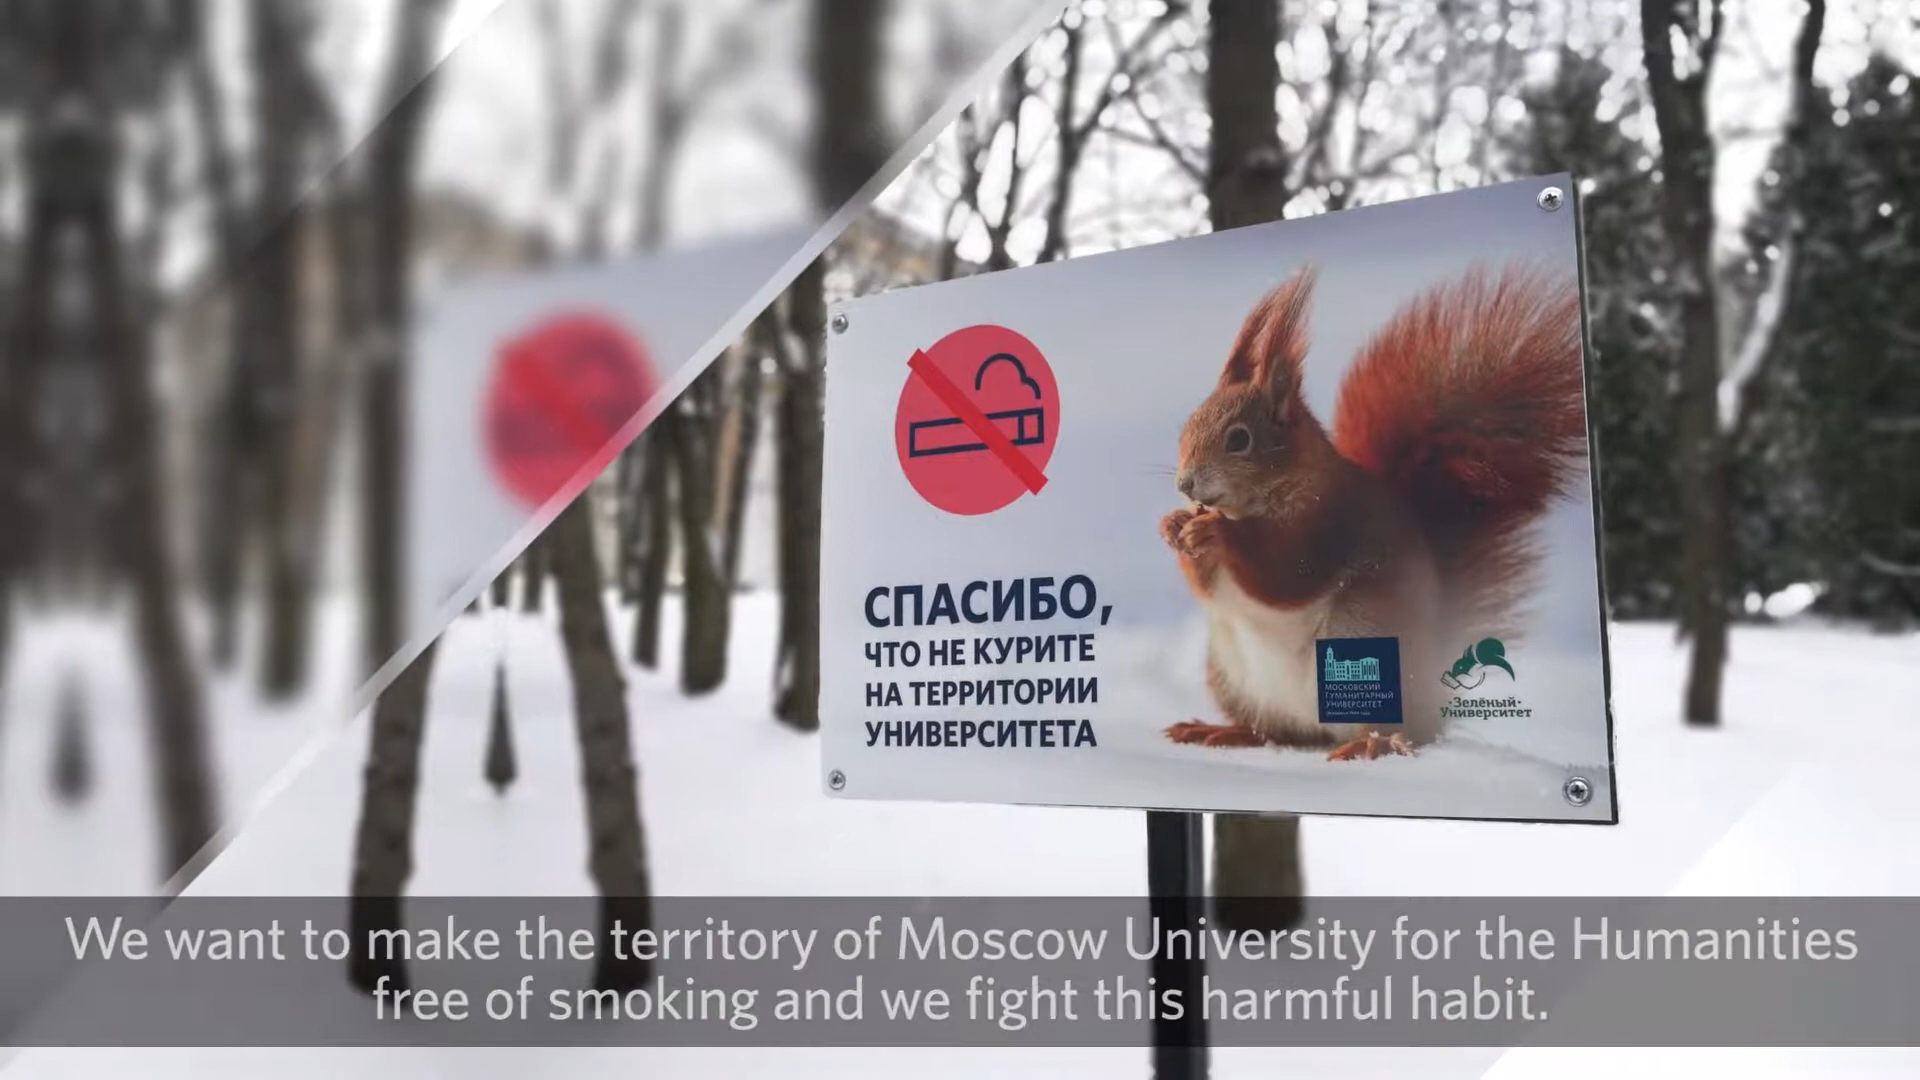 СПАСИБО,
ЧТО НЕ КУРИТЕ
НА ТЕРРИТОРИИ
УНИВЕРСИТЕТА
МОСКОВСКИЙ
ГУМАНИТАРНЫЙ
УНИВЕРСИТЕТ
·Зелёный·
Университет
We want to make the territory of Moscow University for the Humanities
free of smoking and we fight this harmful habit.